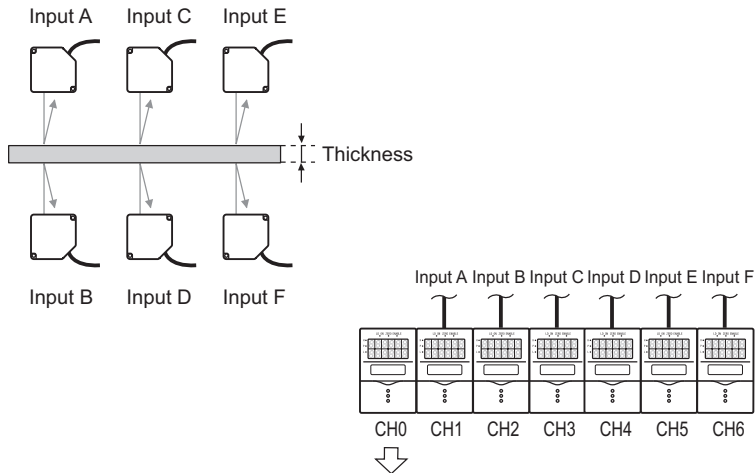 Input A Input C Input E
Thickness
Input B Input D Input F
Input A Input B Input C Input D Input E Input F
CH0 CH1 CH2 CH3 CH4 CH5 CH6